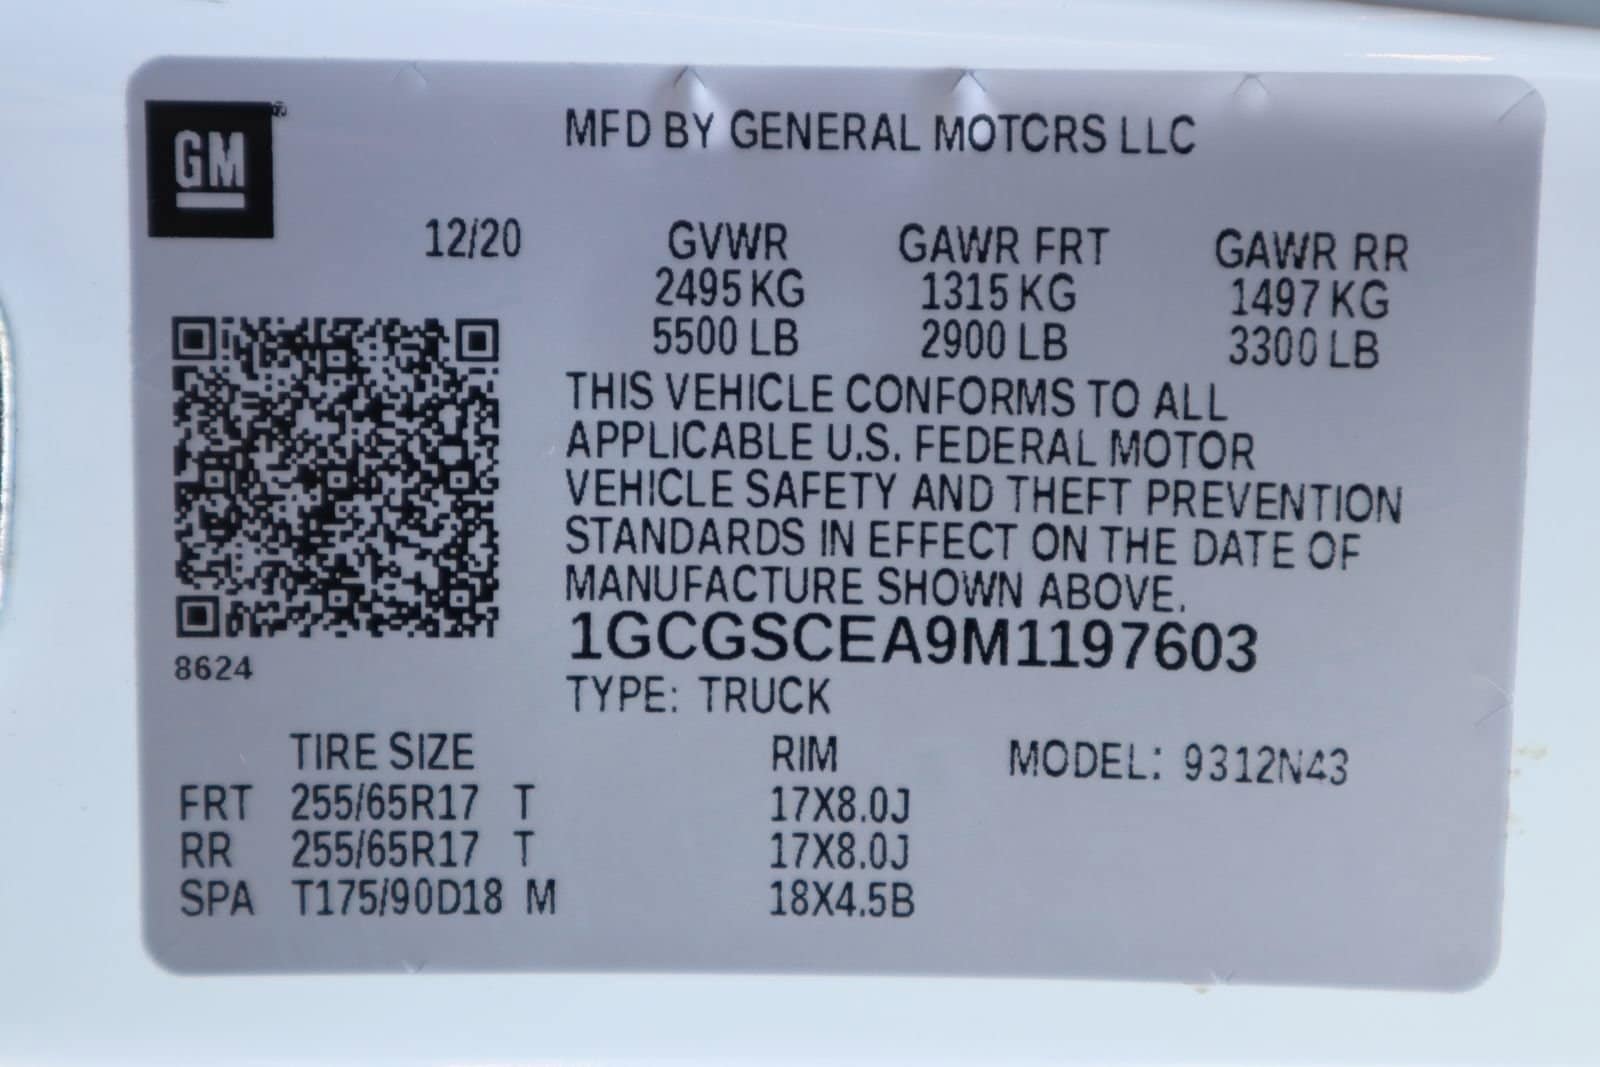 GM ®
MFD BY GENERAL MOTORS LLC
12/20 GVWR GAWR FRT GAWR RR
2495 KG 1315 KG 1497 KG
5500 LB 2900 LB 3300 LB
THIS VEHICLE CONFORMS TO ALL
APPLICABLE U.S. FEDERAL MOTOR
VEHICLE SAFETY AND THEFT PREVENTION
STANDARDS IN EFFECT ON THE DATE OF
MANUFACTURE SHOWN ABOVE.
1GCGSCEA9M1197603
8624
TYPE: TRUCK
TIRE SIZE RIM MODEL: 9312N43
FRT 255/65R17 T 17X8.0J
RR 255/65R17 T 17X8.0J
SPA T175/90D18 M 18X4.5B